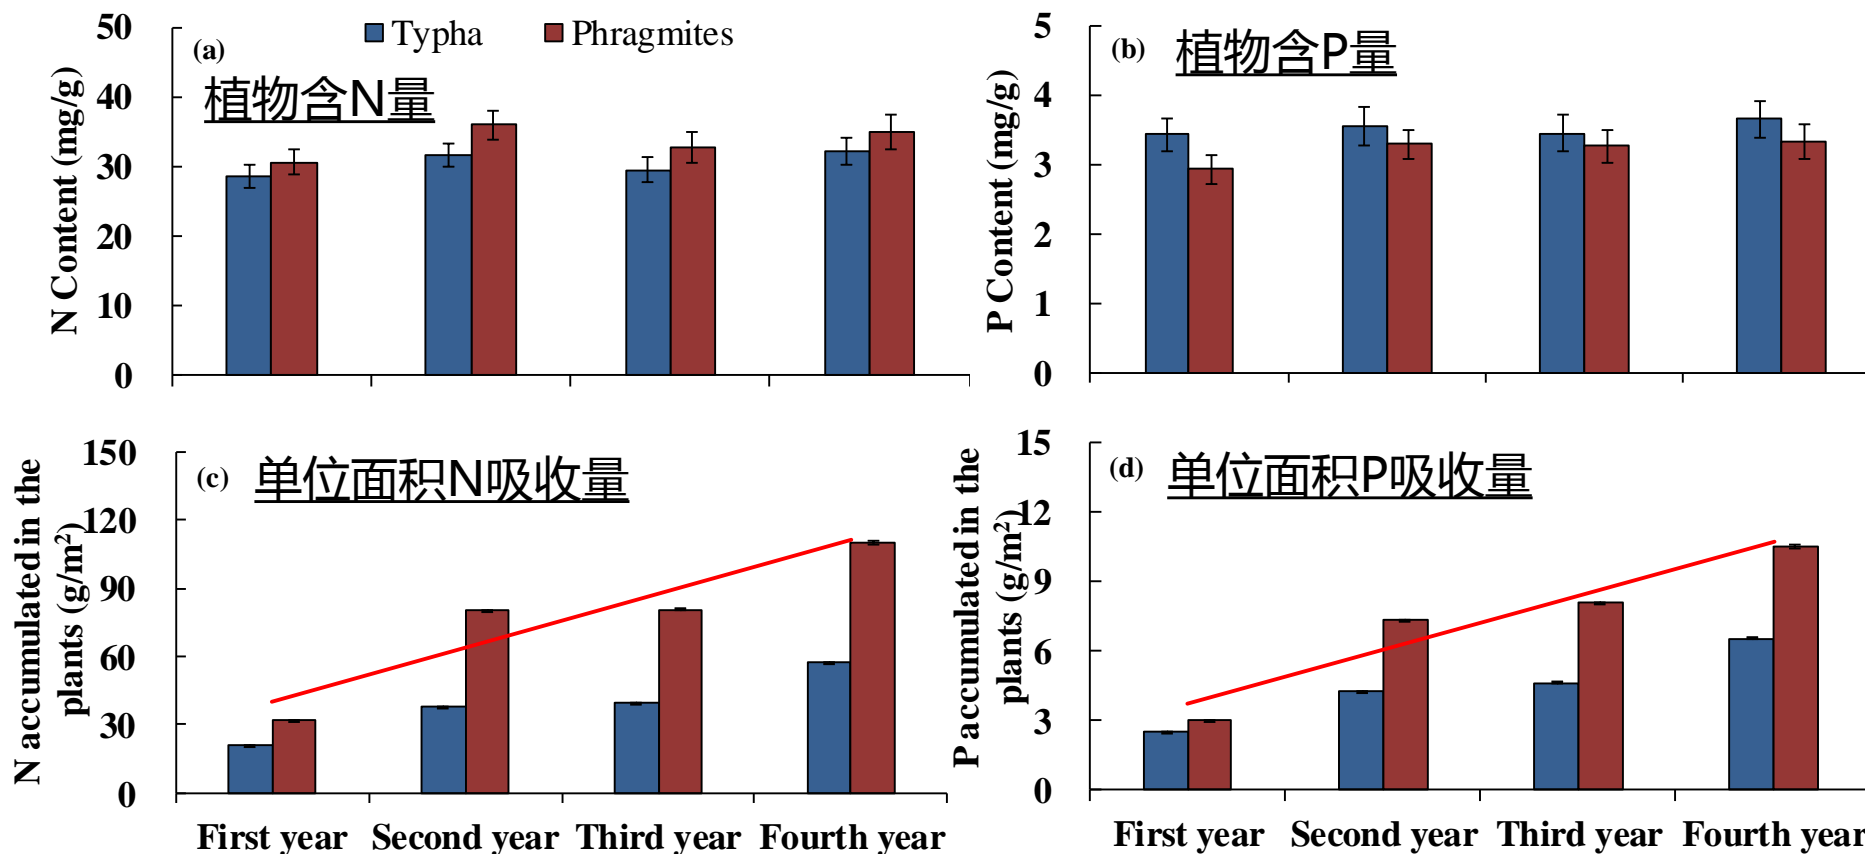 (a)
Typha
Phragmites
植物含N量
N Content (mg/g)
50
40
30
20
10
0
(b)
植物含P量
P Content (mg/g)
5
4
3
2
1
0
(c)
单位面积N吸收量
N accumulated in the
plants (g/m²)
150
120
90
60
30
0
First year
Second year
Third year
Fourth year
(d)
单位面积P吸收量
P accumulated in the
plants (g/m²)
15
12
9
6
3
0
First year
Second year
Third year
Fourth year